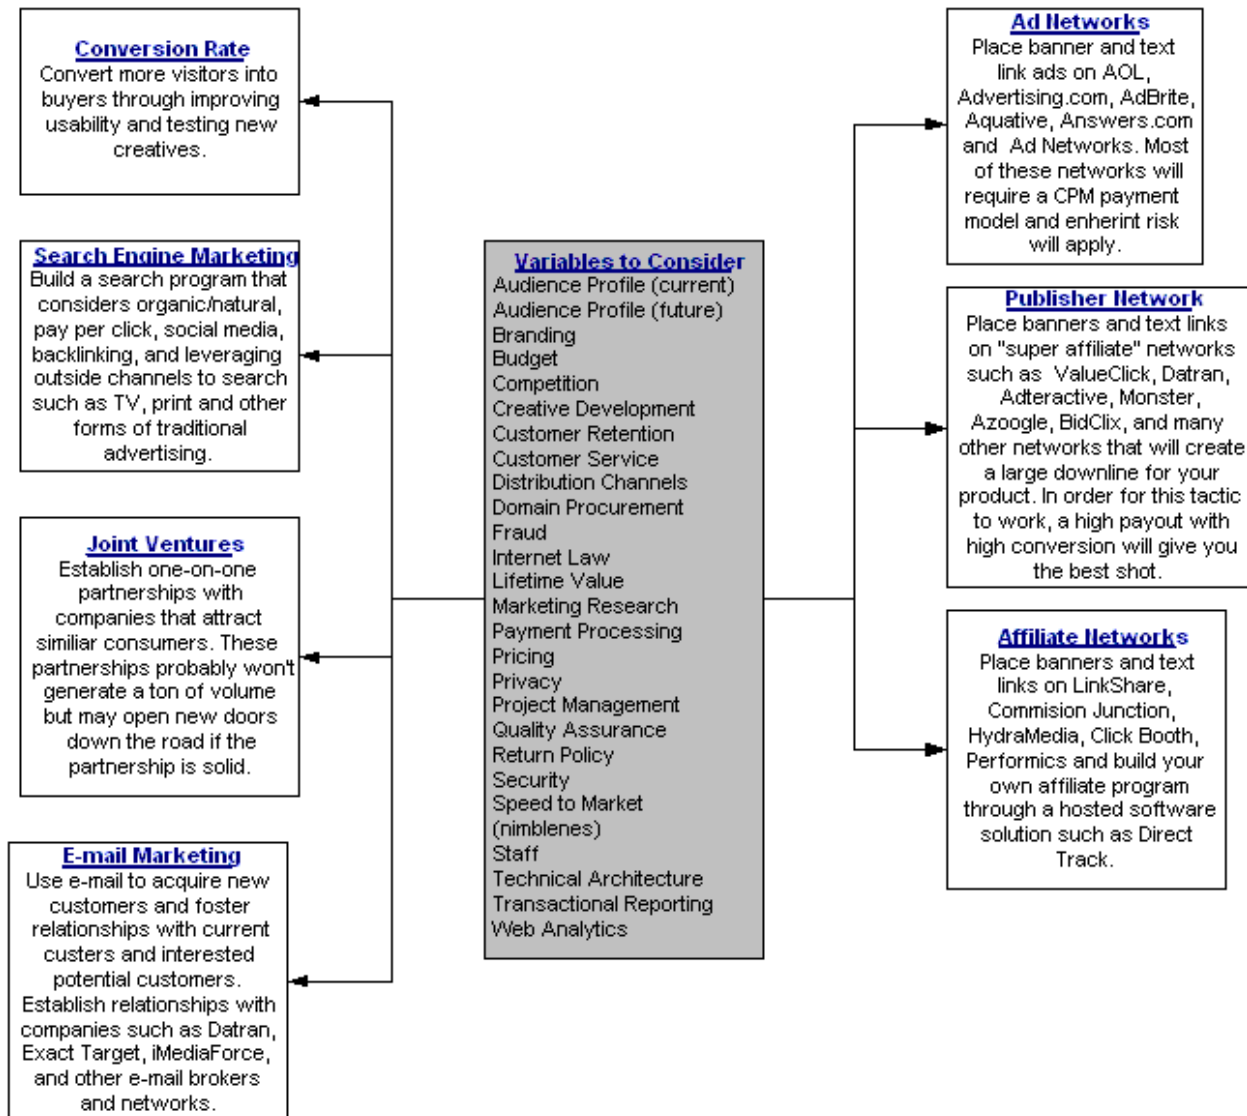 Conversion Rate
Convert more visitors into
buyers through improving
usability and testing new
creatives.
Search Engine Marketing
Build a search program that
considers organic/natural,
pay per click, social media,
backlinking, and leveraging
outside channels to search
such as TV, print and other
forms of traditional
advertising.
Joint Ventures
Establish one-on-one
partnerships with
companies that attract
similiar consumers. These
partnerships probably won't
generate a ton of volume
but may open new doors
down the road if the
partnership is solid.
E-mail Marketing
Use e-mail to acquire new
customers and foster
relationships with current
custers and interested
potential customers.
Establish relationships with
companies such as Datran,
Exact Target, iMediaForce,
and other e-mail brokers
and networks.
Variables to Consider
Audience Profile (current)
Audience Profile (future)
Branding
Budget
Competition
Creative Development
Customer Retention
Customer Service
Distribution Channels
Domain Procurement
Fraud
Internet Law
Lifetime Value
Marketing Research
Payment Processing
Pricing
Privacy
Project Management
Quality Assurance
Return Policy
Security
Speed to Market
(nimblenes)
Staff
Technical Architecture
Transactional Reporting
Web Analytics
Ad Networks
Place banner and text
link ads on AOL,
Advertising.com, AdBrite,
Aquative, Answers.com
and Ad Networks. Most
of these networks will
require a CPM payment
model and enherint risk
will apply.
Publisher Network
Place banners and text links
on "super affiliate" networks
such as ValueClick, Datran,
Adteractive, Monster,
Azoogle, BidClix, and many
other networks that will create
a large downline for your
product. In order for this tactic
to work, a high payout with
high conversion will give you
the best shot.
Affiliate Networks
Place banners and text
links on LinkShare,
Commision Junction,
HydraMedia, Click Booth,
Performics and build your
own affiliate program
through a hosted software
solution such as Direct
Track.